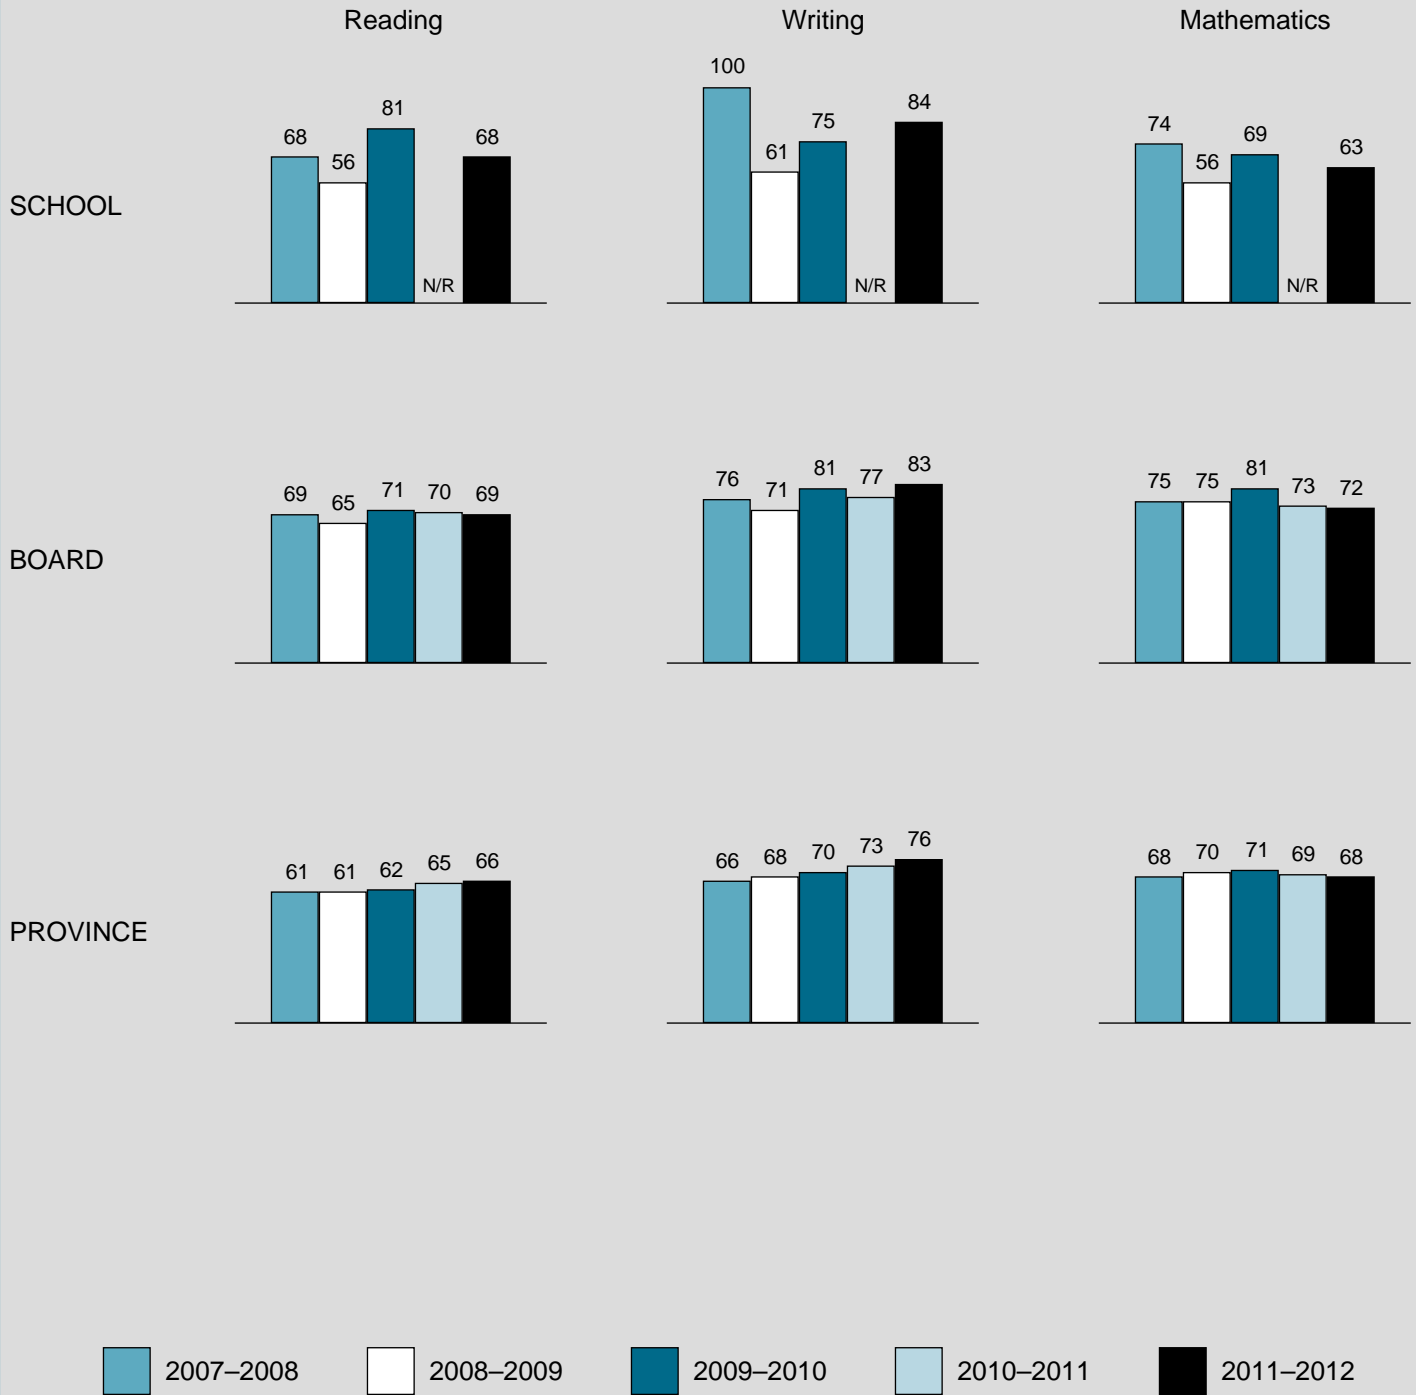 Reading Writing Mathematics
SCHOOL
68 56 81 N/R 68
100 61 75 N/R 84
74 56 69 N/R 63
BOARD
69 65 71 70 69
76 71 81 77 83
75 75 81 73 72
PROVINCE
61 61 62 65 66
66 68 70 73 76
68 70 71 69 68
2007–2008 2008–2009 2009–2010 2010–2011 2011–2012